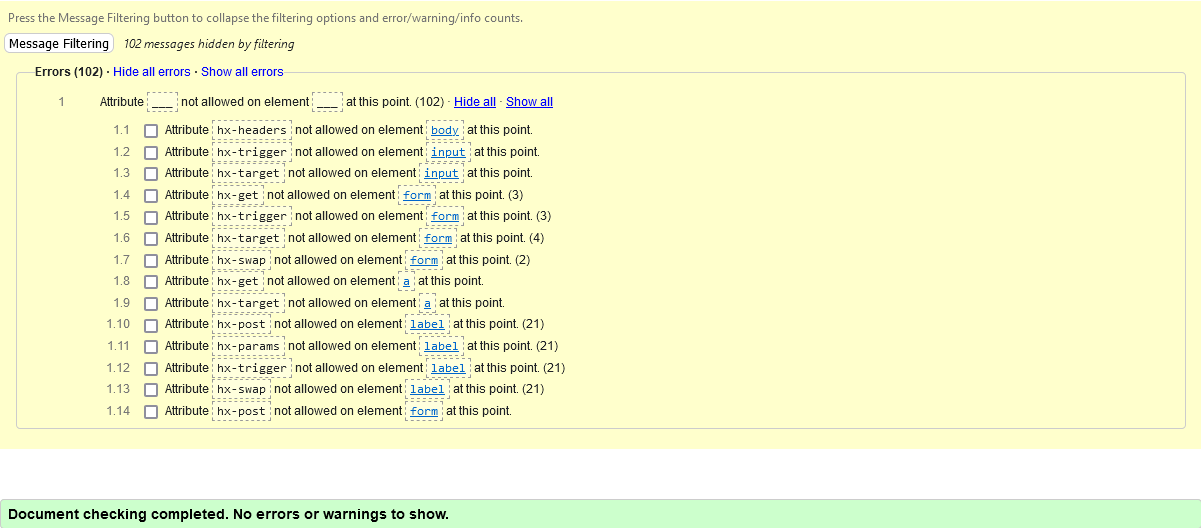 Press the Message Filtering button to collapse the filtering options and error/warning/info counts.
Message Filtering 102 messages hidden by filtering
Errors (102) · Hide all errors · Show all errors
1 Attribute ___ not allowed on element ___ at this point. (102) · Hide all · Show all
1.1 Attribute hx-headers not allowed on element body at this point.
1.2 Attribute hx-trigger not allowed on element input at this point.
1.3 Attribute hx-target not allowed on element input at this point.
1.4 Attribute hx-get not allowed on element form at this point. (3)
1.5 Attribute hx-trigger not allowed on element form at this point. (3)
1.6 Attribute hx-target not allowed on element form at this point. (4)
1.7 Attribute hx-swap not allowed on element form at this point. (2)
1.8 Attribute hx-get not allowed on element a at this point.
1.9 Attribute hx-target not allowed on element a at this point.
1.10 Attribute hx-post not allowed on element label at this point. (21)
1.11 Attribute hx-params not allowed on element label at this point. (21)
1.12 Attribute hx-trigger not allowed on element label at this point. (21)
1.13 Attribute hx-swap not allowed on element label at this point. (21)
1.14 Attribute hx-post not allowed on element form at this point.
Document checking completed. No errors or warnings to show.